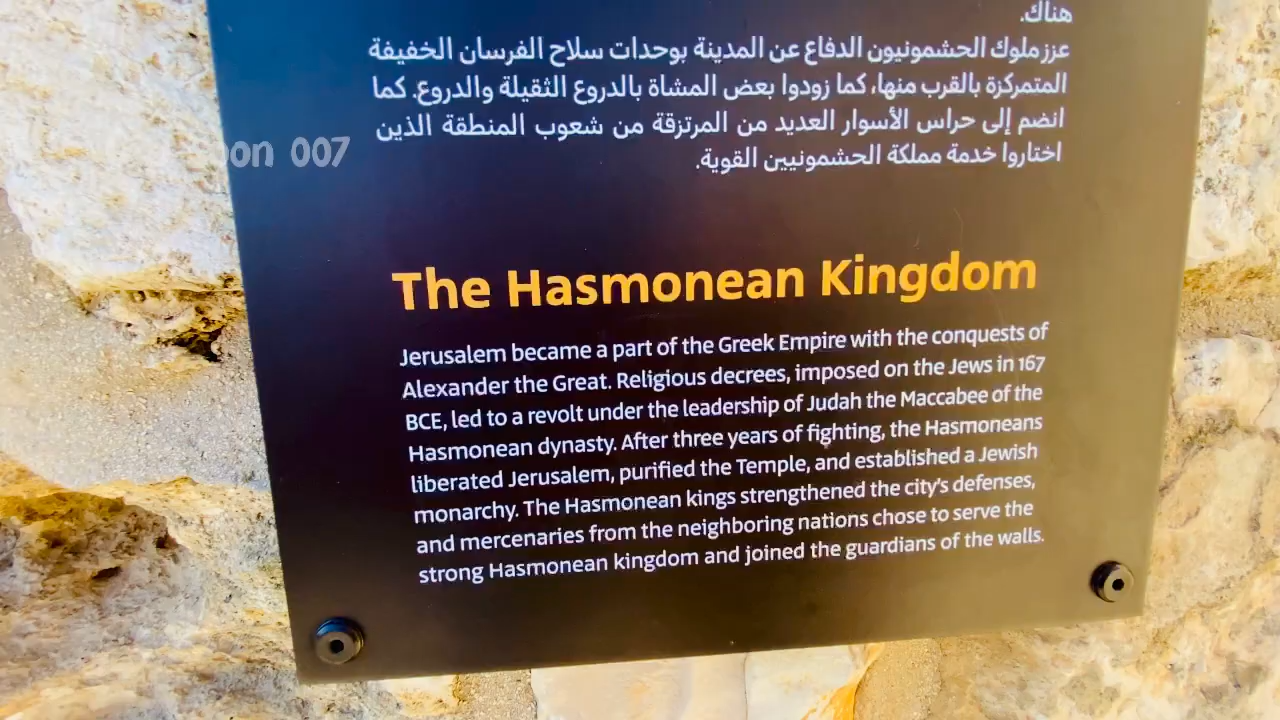 هناك.
عزز ملوك الحشمونيون الدفاع عن المدينة بوحدات سلاح الفرسان الخفيفة
المتمركزة بالقرب منها، كما زودوا بعض المشاة بالدروع الثقيلة والدروع. كما
انضم إلى حراس الأسوار العديد من المرتزقة من شعوب المنطقة الذين
اختاروا خدمة مملكة الحشمونيين القوية.
007
The Hasmonean Kingdom
Jerusalem became a part of the Greek Empire with the conquests of
Alexander the Great. Religious decrees, imposed on the Jews in 167
BCE, led to a revolt under the leadership of Judah the Maccabee of the
Hasmonean dynasty. After three years of fighting, the Hasmoneans
liberated Jerusalem, purified the Temple, and established a Jewish
monarchy. The Hasmonean kings strengthened the city's defenses,
and mercenaries from the neighboring nations chose to serve the
strong Hasmonean kingdom and joined the guardians of the walls.